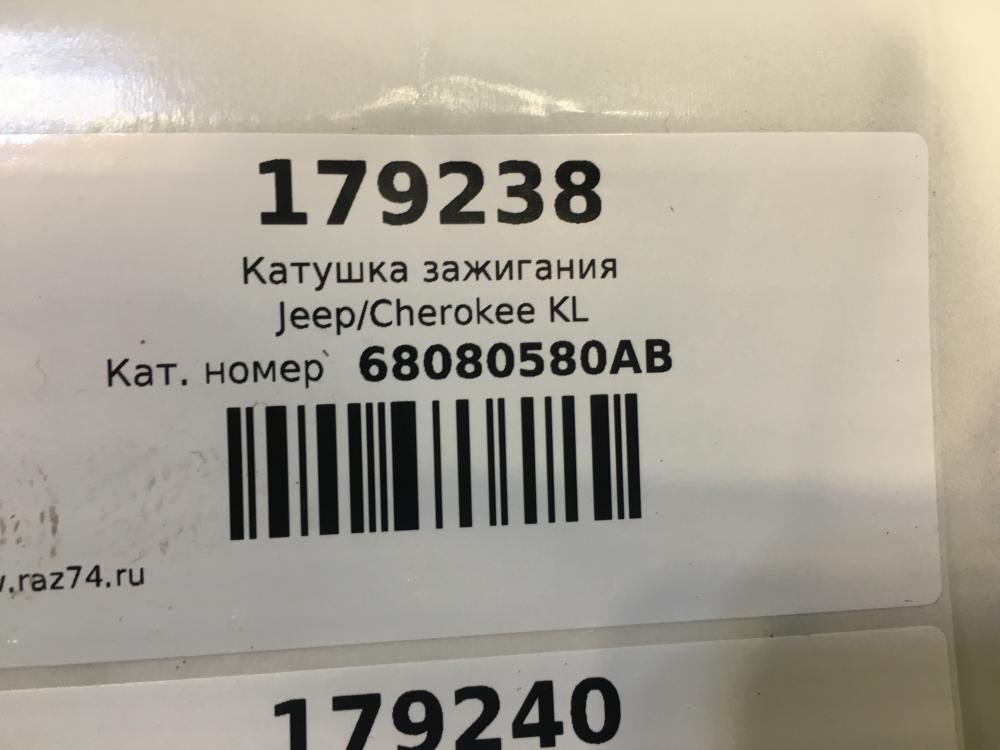 179238
Катушка зажигания
Jeep/Cherokee KL
Кат. номер` 68080580AB
.raz74.ru
179240